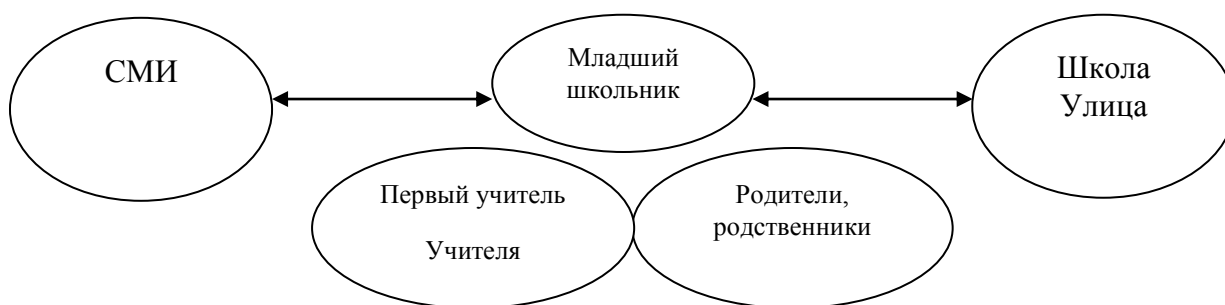 СМИ
Младший
школьник
Школа
Улица
Первый учитель
Учителя
Родители,
родственники